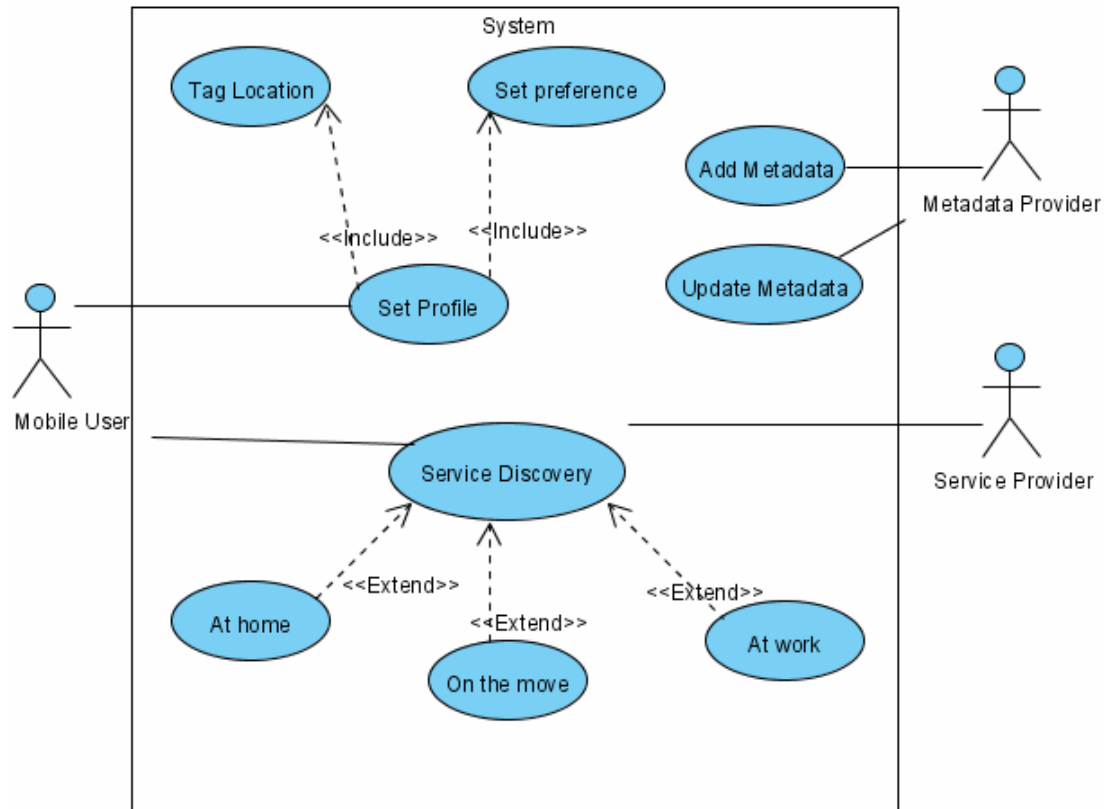 System
Tag Location
Set preference
Add Metadata
Metadata Provider
<<Include>>
<<Include>>
Update Metadata
Set Profile
Mobile User
Service Discovery
Service Provider
<<Extend>>
<<Extend>>
<<Extend>>
At home
At work
On the move